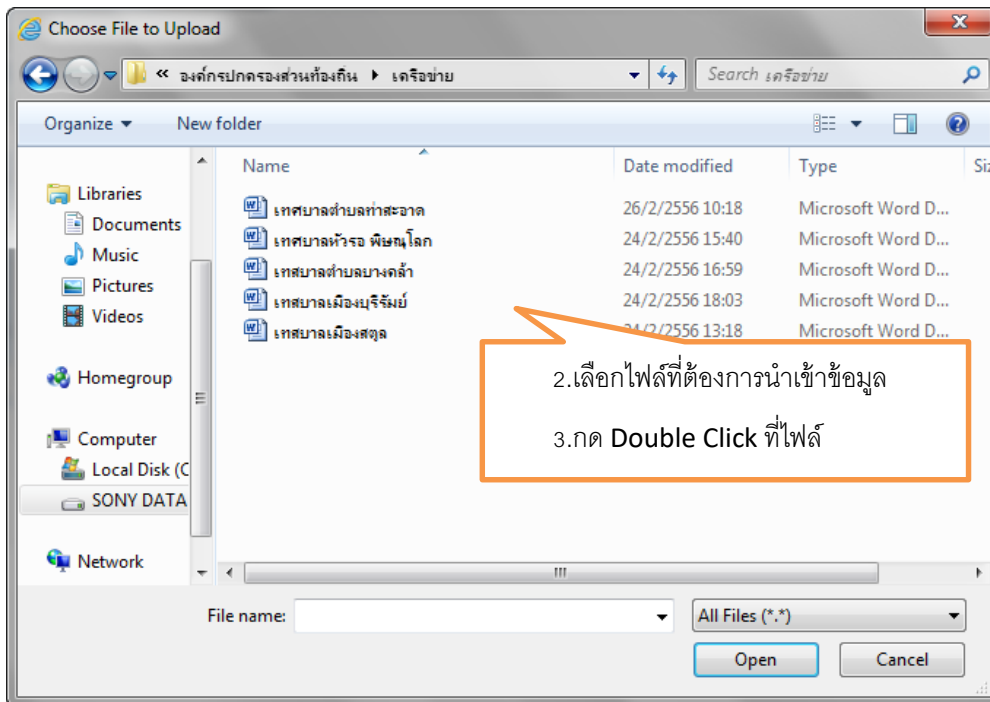 Choose File to Upload
« องค์กรปกครองส่วนท้องถิ่น ▸ เครือข่าย
Search เครือข่าย
Organize
New folder
Name
Date modified
Type
Libraries
Documents
Music
Pictures
Videos
Homegroup
Computer
Local Disk (C
SONY DATA
Network
เทศบาลตำบลท่าสะอาด 26/2/2556 10:18 Microsoft Word D...
เทศบาลหัวรอ พิษณุโลก 24/2/2556 15:40 Microsoft Word D...
เทศบาลตำบลบางคล้า 24/2/2556 16:59 Microsoft Word D...
เทศบาลเมืองบุรีรัมย์ 24/2/2556 18:03 Microsoft Word D...
เทศบาลเมืองสตูล 24/2/2556 13:18 Microsoft Word D...
2.เลือกไฟล์ที่ต้องการนำเข้าข้อมูล
3.กด Double Click ที่ไฟล์
File name:
All Files (*.*)
Open
Cancel